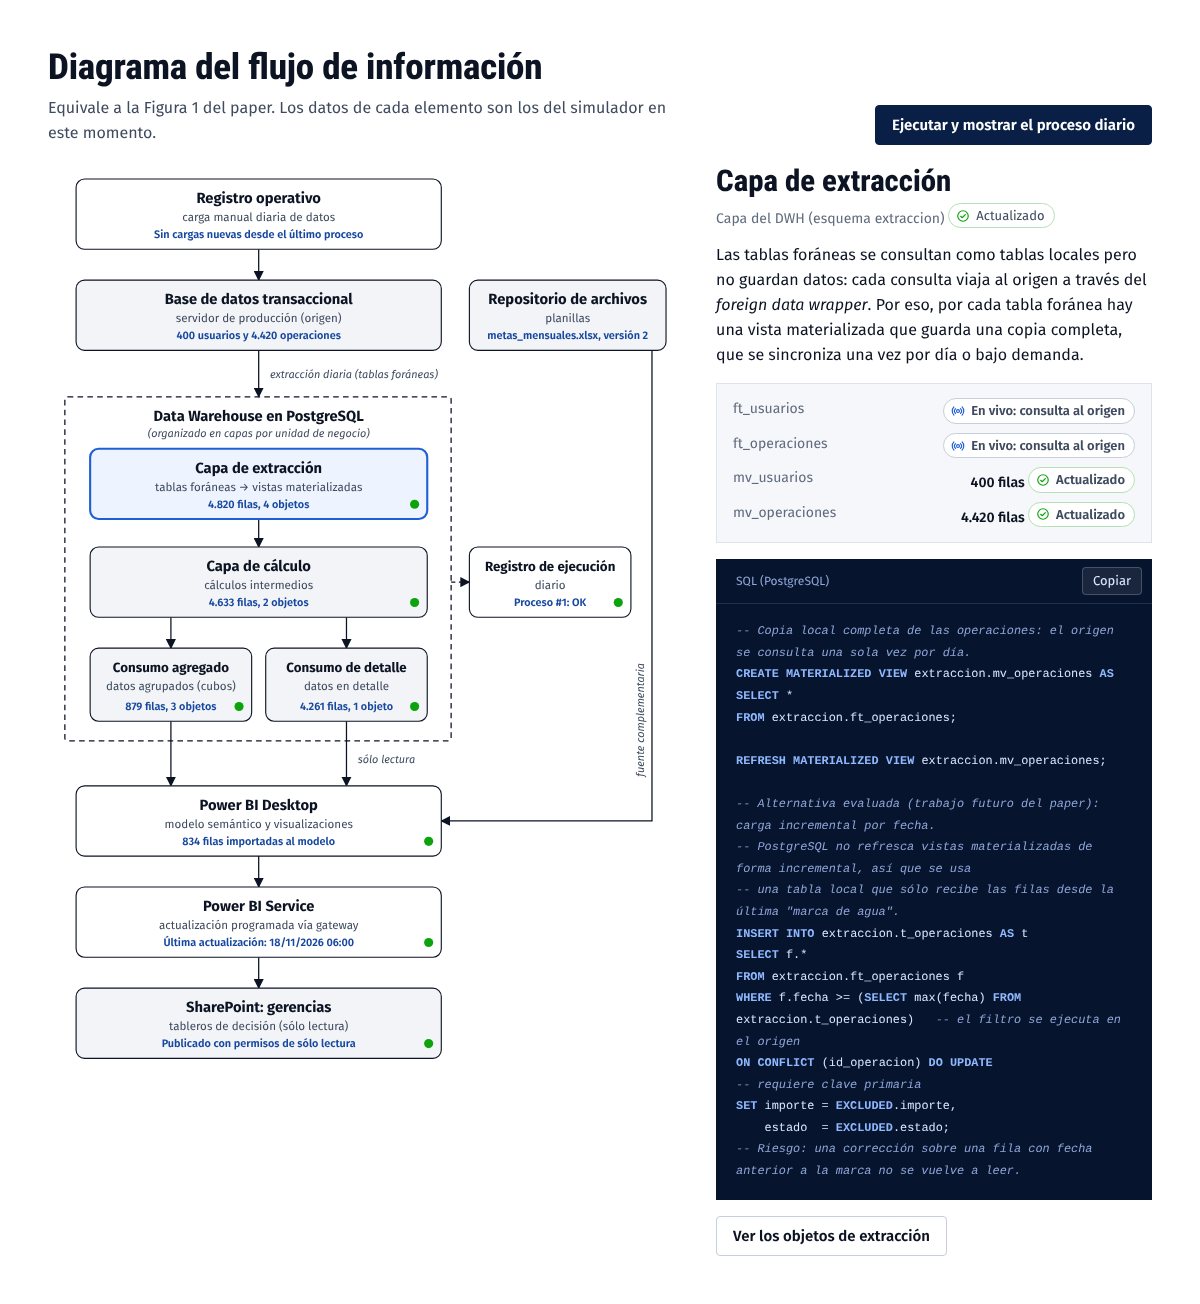 Diagrama del flujo de información
Equivale a la Figura 1 del paper. Los datos de cada elemento son los del simulador en
este momento.
Ejecutar y mostrar el proceso diario
Registro operativo
carga manual diaria de datos
Sin cargas nuevas desde el último proceso
Base de datos transaccional
servidor de producción (origen)
400 usuarios y 4.420 operaciones
Repositorio de archivos
planillas
metas_mensuales.xlsx, versión 2
extracción diaria (tablas foráneas)
Data Warehouse en PostgreSQL
(organizado en capas por unidad de negocio)
Capa de extracción
tablas foráneas → vistas materializadas
4.820 filas, 4 objetos
Capa de cálculo
cálculos intermedios
4.633 filas, 2 objetos
Registro de ejecución
diario
Proceso #1: OK
Consumo agregado
datos agrupados (cubos)
879 filas, 3 objetos
Consumo de detalle
datos en detalle
4.261 filas, 1 objeto
fuente complementaria
sólo lectura
Power BI Desktop
modelo semántico y visualizaciones
834 filas importadas al modelo
Power BI Service
actualización programada vía gateway
Última actualización: 18/11/2026 06:00
SharePoint: gerencias
tableros de decisión (sólo lectura)
Publicado con permisos de sólo lectura
Capa de extracción
Capa del DWH (esquema extraccion) Actualizado
Las tablas foráneas se consultan como tablas locales pero
no guardan datos: cada consulta viaja al origen a través del
foreign data wrapper. Por eso, por cada tabla foránea hay
una vista materializada que guarda una copia completa,
que se sincroniza una vez por día o bajo demanda.
ft_usuarios En vivo: consulta al origen
ft_operaciones En vivo: consulta al origen
mv_usuarios 400 filas Actualizado
mv_operaciones 4.420 filas Actualizado
SQL (PostgreSQL) Copiar
-- Copia local completa de las operaciones: el origen
se consulta una sola vez por día.
CREATE MATERIALIZED VIEW extraccion.mv_operaciones AS
SELECT *
FROM extraccion.ft_operaciones;
REFRESH MATERIALIZED VIEW extraccion.mv_operaciones;
-- Alternativa evaluada (trabajo futuro del paper):
carga incremental por fecha.
-- PostgreSQL no refresca vistas materializadas de
forma incremental, así que se usa
-- una tabla local que sólo recibe las filas desde la
última "marca de agua".
INSERT INTO extraccion.t_operaciones AS t
SELECT f.*
FROM extraccion.ft_operaciones f
WHERE f.fecha >= (SELECT max(fecha) FROM
extraccion.t_operaciones)   -- el filtro se ejecuta en
el origen
ON CONFLICT (id_operacion) DO UPDATE
-- requiere clave primaria
SET importe = EXCLUDED.importe,
    estado  = EXCLUDED.estado;
-- Riesgo: una corrección sobre una fila con fecha
anterior a la marca no se vuelve a leer.
Ver los objetos de extracción